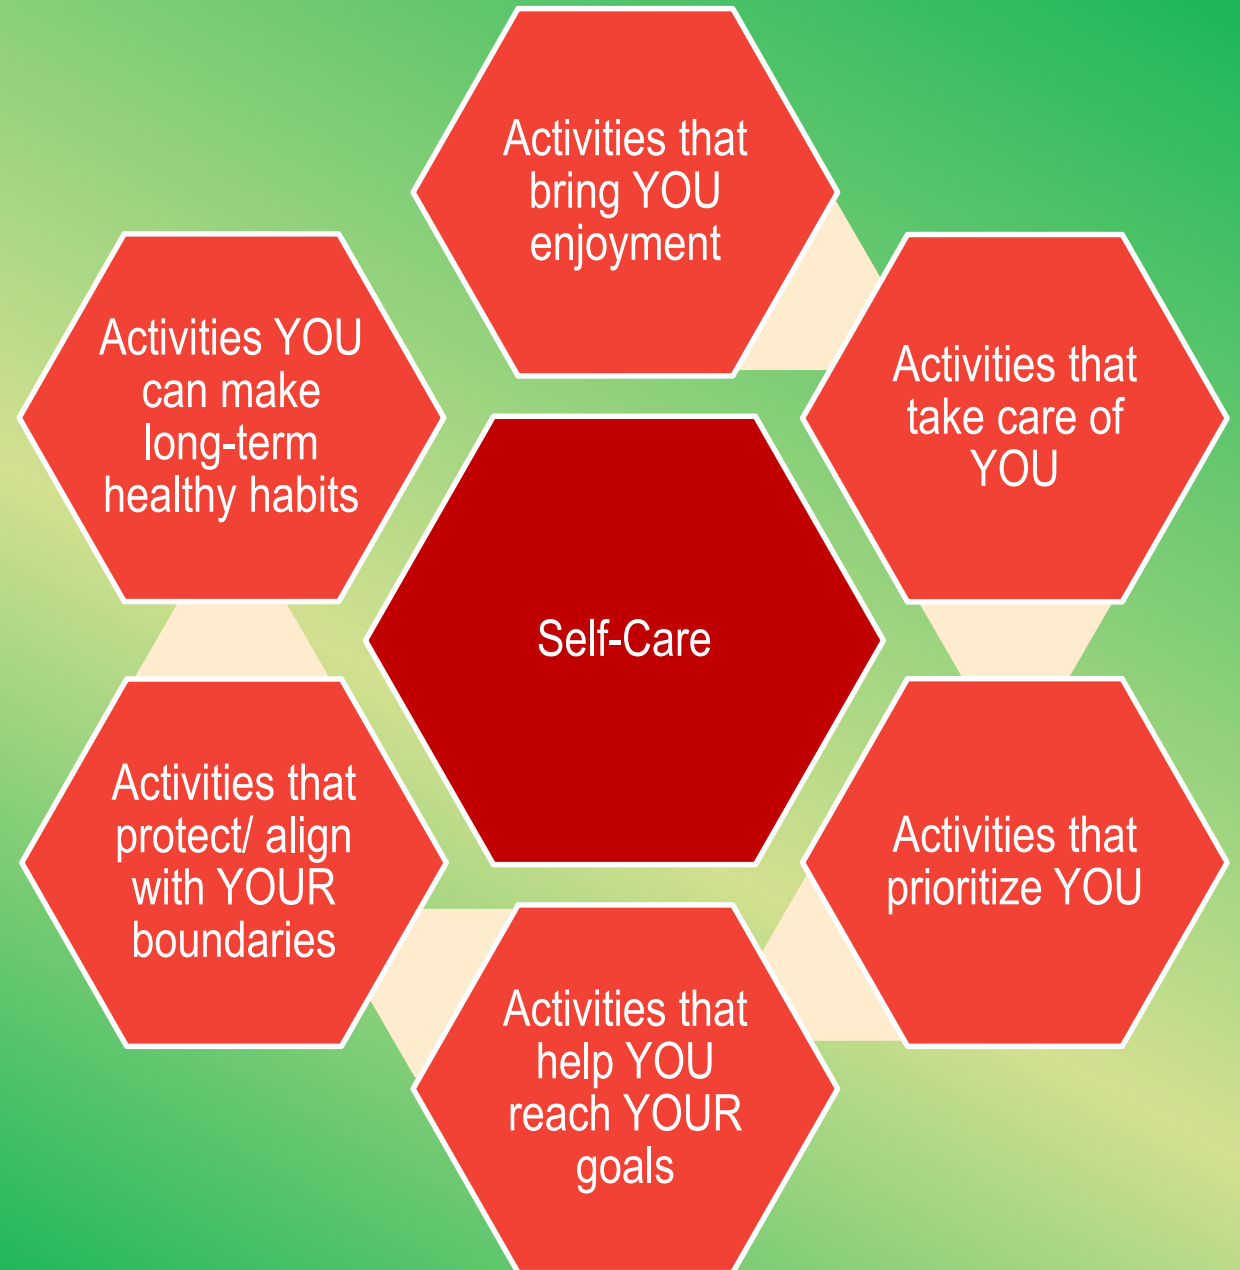 Activities that
bring YOU
enjoyment
Activities that
take care of
YOU
Activities that
prioritize YOU
Activities that
help YOU
reach YOUR
goals
Activities that
protect/ align
with YOUR
boundaries
Activities YOU
can make
long-term
healthy habits
Self-Care